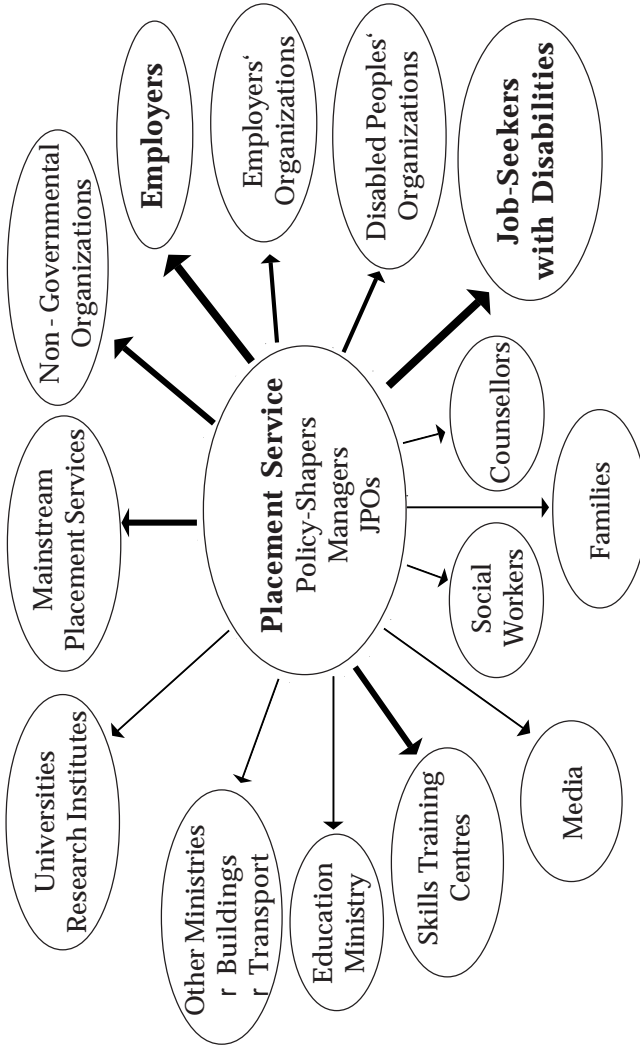 Universities
Research Institutes
Mainstream
Placement Services
Non - Governmental
Organizations
Employers
Employers‘
Organizations
Disabled Peoples‘
Organizations
Job-Seekers
with Disabilities
Placement Service
Policy-Shapers
Managers
JPOs
Other Ministries
r Buildings
r Transport
Education
Ministry
Skills Training
Centres
Media
Social
Workers
Families
Counsellors